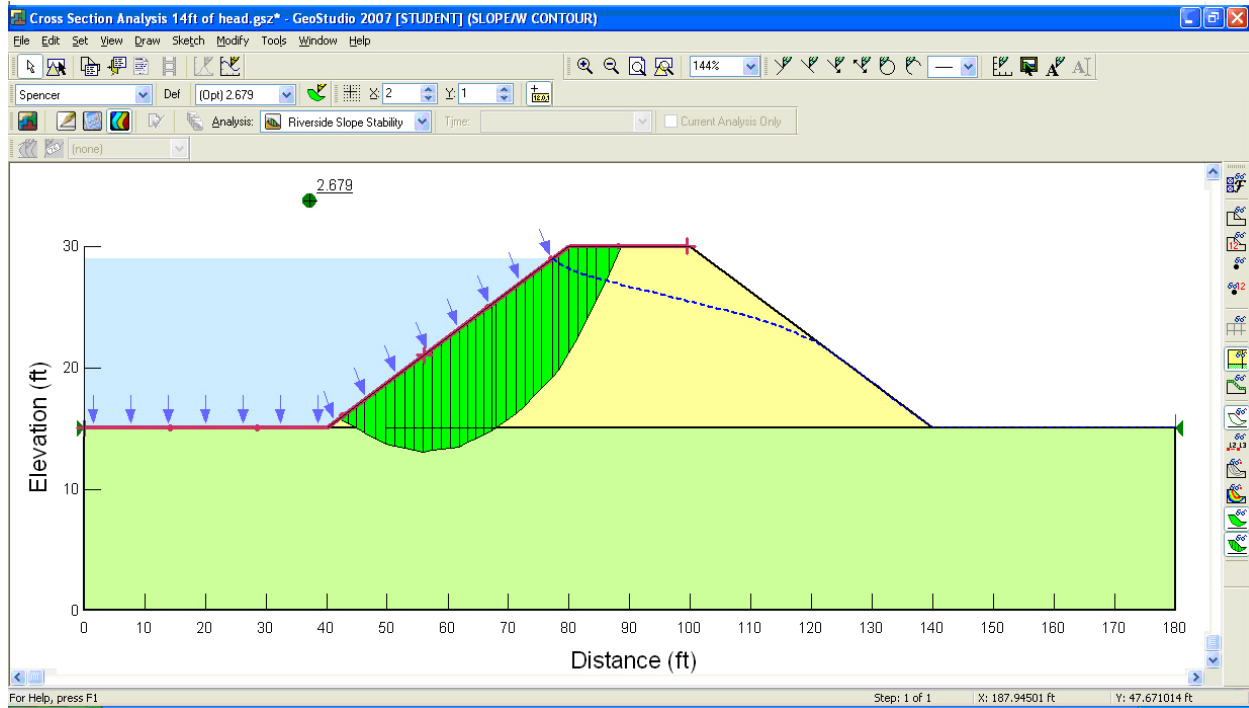 Cross Section Analysis 14ft of head.gsz* - GeoStudio 2007 [STUDENT] (SLOPE/W CONTOUR)
File Edit Set View Draw Sketch Modify Tools Window Help
144%
Spencer Def (Opt) 2.679 X: 2 Y: 1
Analysis: Riverside Slope Stability Time: Current Analysis Only
(none)
2.679
30
20
10
0
Elevation (ft)
0 10 20 30 40 50 60 70 80 90 100 110 120 130 140 150 160 170 180
Distance (ft)
For Help, press F1 Step: 1 of 1 X: 187.94501 ft Y: 47.671014 ft